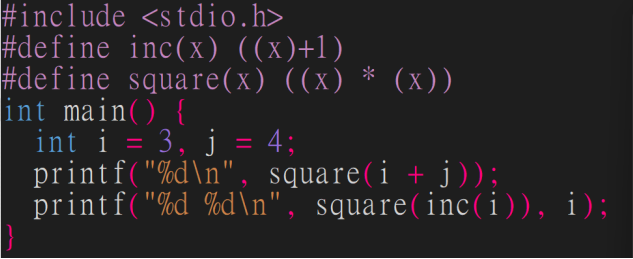 #include <stdio.h>
#define inc(x) ((x)+1)
#define square(x) ((x) * (x))
int main() {
  int i = 3, j = 4;
  printf("%d\n", square(i + j));
  printf("%d %d\n", square(inc(i)), i);
}